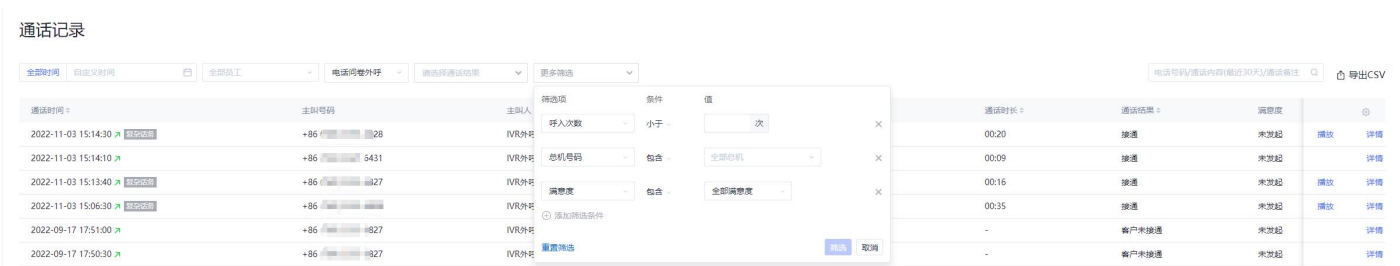 通话记录
全部时间 自定义时间 全部员工 电话问卷外呼 请选择通话结果 更多筛选 电话号码/通话内容(最近30天)/通话备注 导出CSV
通话时间 主叫号码 主叫人 通话时长 通话结果 满意度
筛选项 条件 值
呼入次数 小于 次
总机号码 包含 全部总机
满意度 包含 全部满意度
添加筛选条件
重置筛选 筛选 取消
2022-11-03 15:14:30 复杂话务 +86 28 IVR外呼 00:20 接通 未发起 播放 详情
2022-11-03 15:14:10 +86 6431 IVR外呼 00:09 接通 未发起 详情
2022-11-03 15:13:40 复杂话务 +86 827 IVR外呼 00:16 接通 未发起 播放 详情
2022-11-03 15:06:30 复杂话务 +86 IVR外呼 00:35 接通 未发起 播放 详情
2022-09-17 17:51:00 +86 827 IVR外呼 - 客户未接通 未发起 详情
2022-09-17 17:50:30 +86 827 IVR外呼 - 客户未接通 未发起 详情